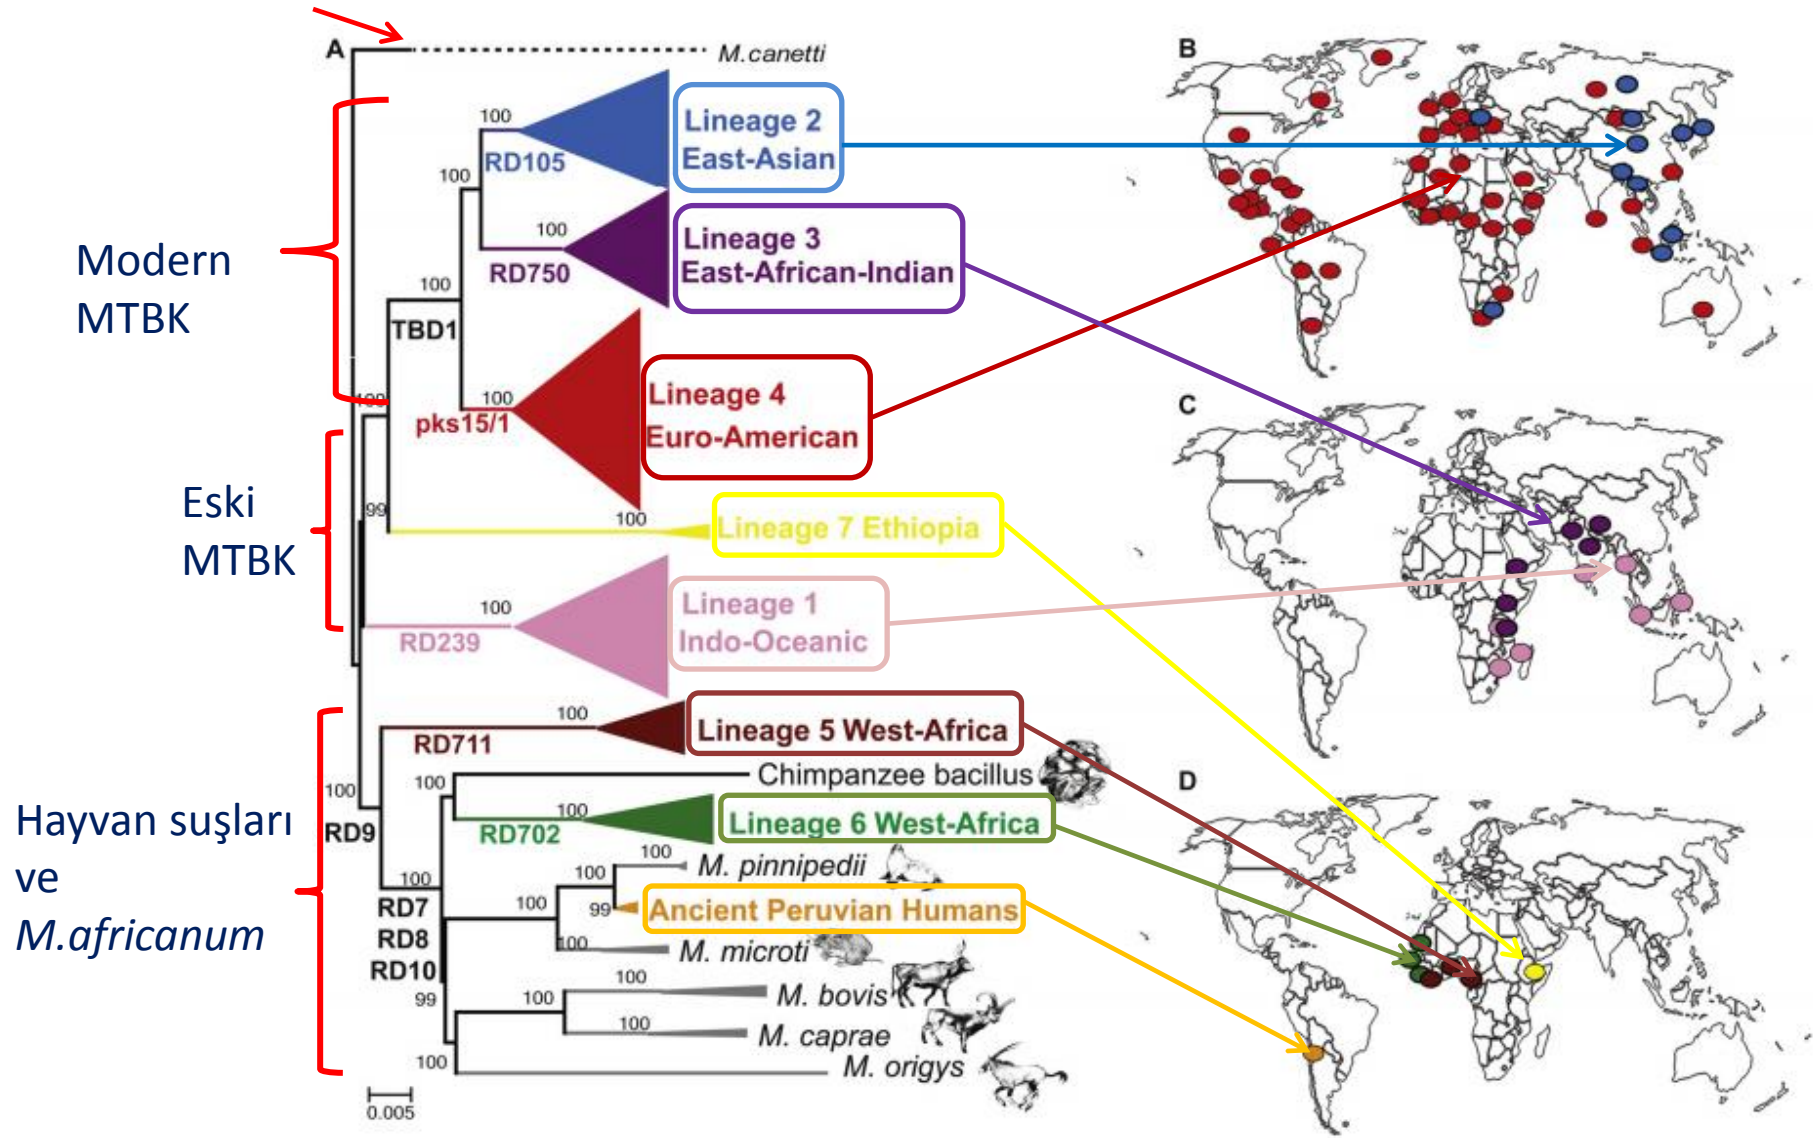 A
M.canetti
B
100
Lineage 2
East-Asian
RD105
100
100
Lineage 3
East-African-Indian
RD750
Modern
MTBK
100
TBD1
100
pks15/1
Lineage 4
Euro-American
C
100
Eski
MTBK
99
100
Lineage 7 Ethiopia
100
RD239
Lineage 1
Indo-Oceanic
100
RD711
Lineage 5 West-Africa
100
Chimpanzee bacillus
D
100
RD9
100
RD702
Lineage 6 West-Africa
Hayvan suşları
ve
M.africanum
100
M. pinnipedii
100
100
RD7
RD8
RD10
100
99
Ancient Peruvian Humans
100
M. microti
99
100
100
M. bovis
100
M. caprae
100
M. origys
0.005